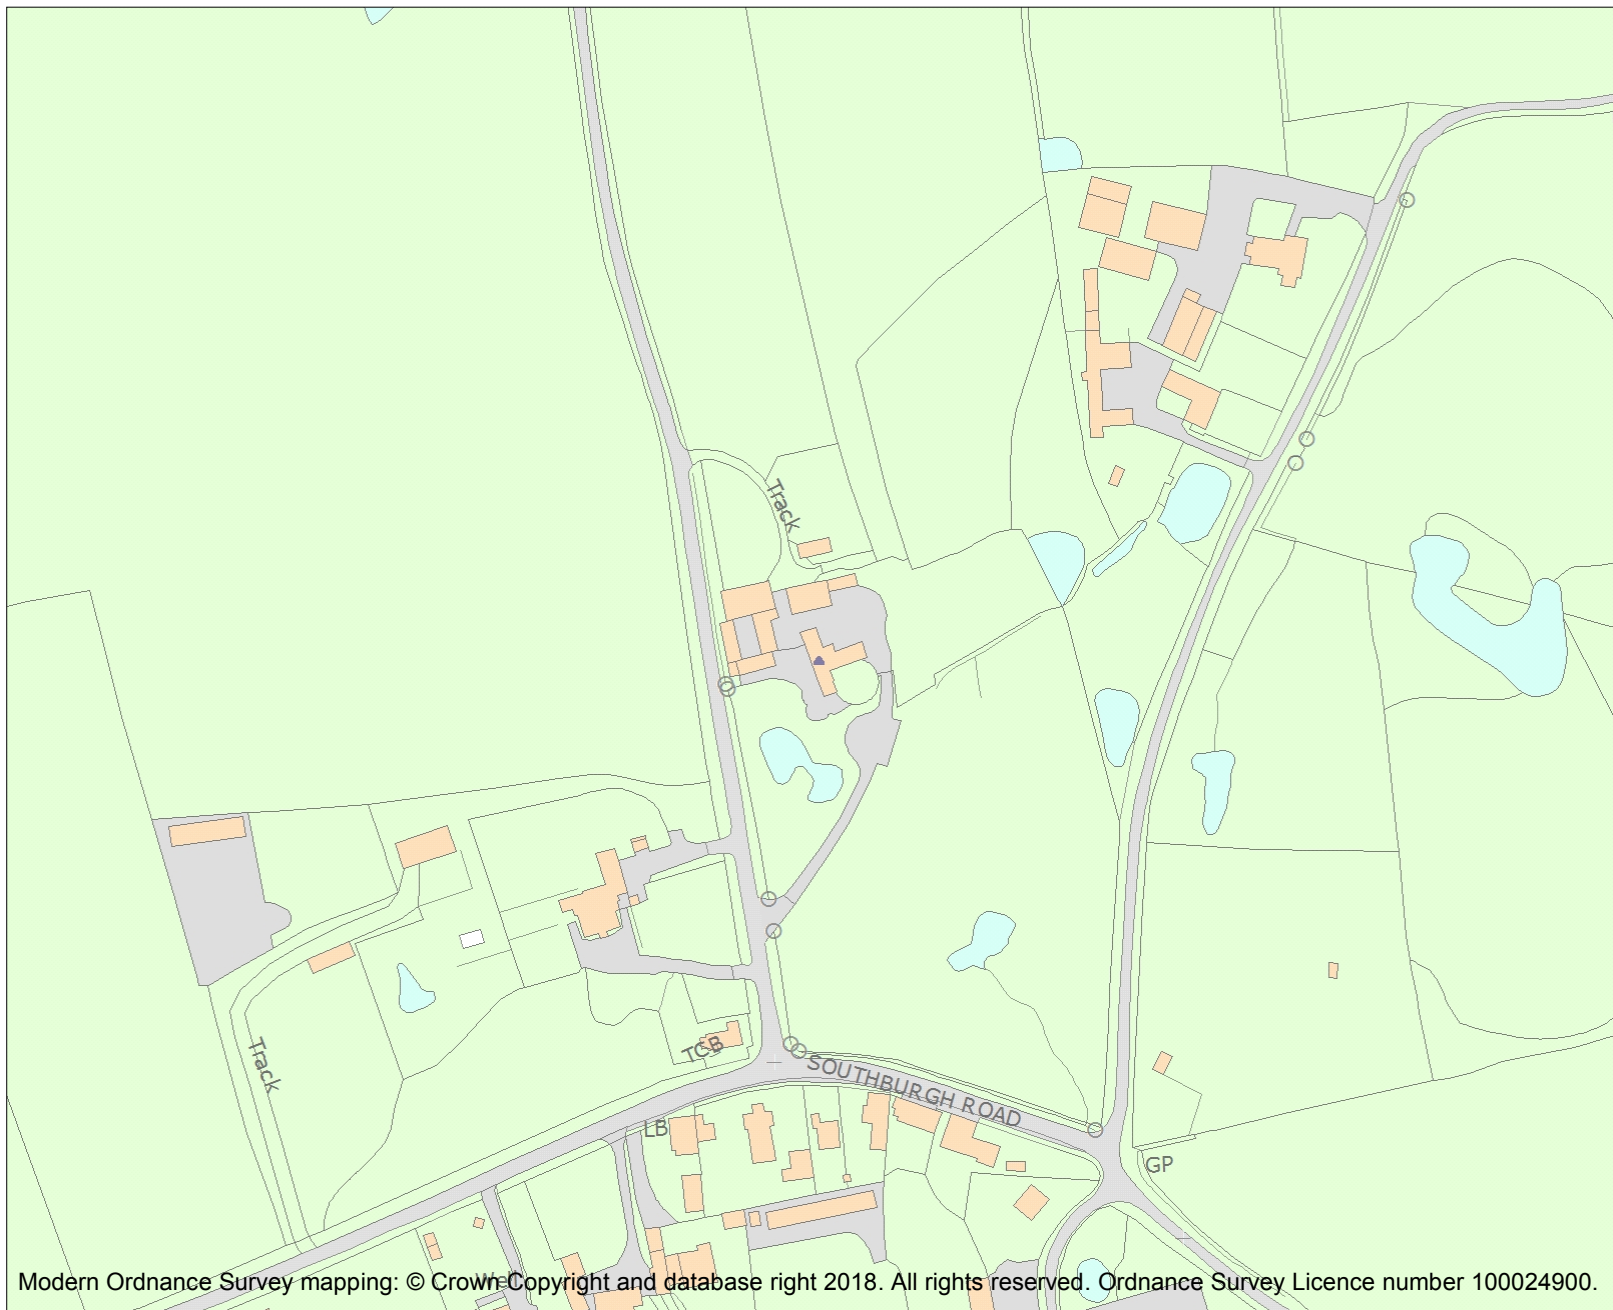 Track
Track
TCB
SOUTHBURGH ROAD
LB
GP
Well
Modern Ordnance Survey mapping: © Crown Copyright and database right 2018. All rights reserved. Ordnance Survey Licence number 100024900.